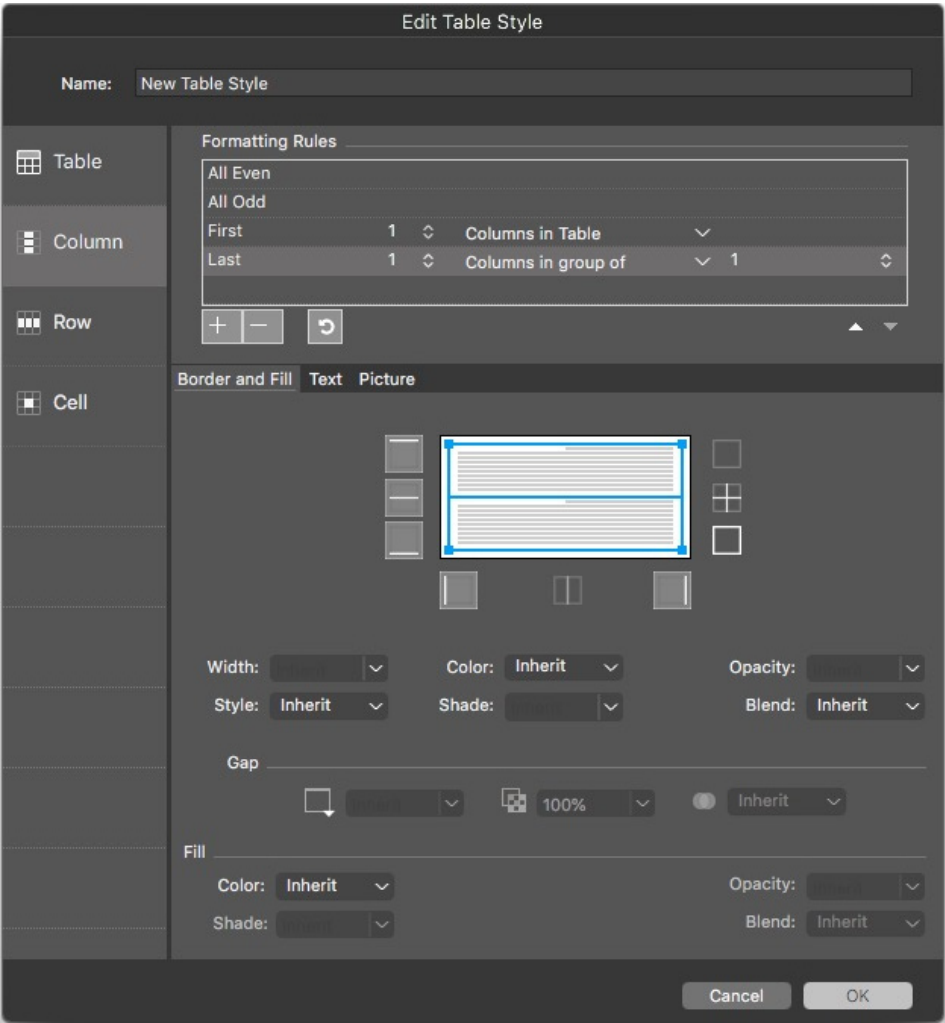 Edit Table Style
Name: New Table Style
Table
Column
Row
Cell
Formatting Rules
All Even
All Odd
First 1 Columns in Table
Last 1 Columns in group of 1
Border and Fill Text Picture
Width: Color: Inherit Opacity:
Style: Inherit Shade: Blend: Inherit
Gap
100% Inherit
Fill
Color: Inherit Opacity:
Shade: Blend: Inherit
Cancel OK